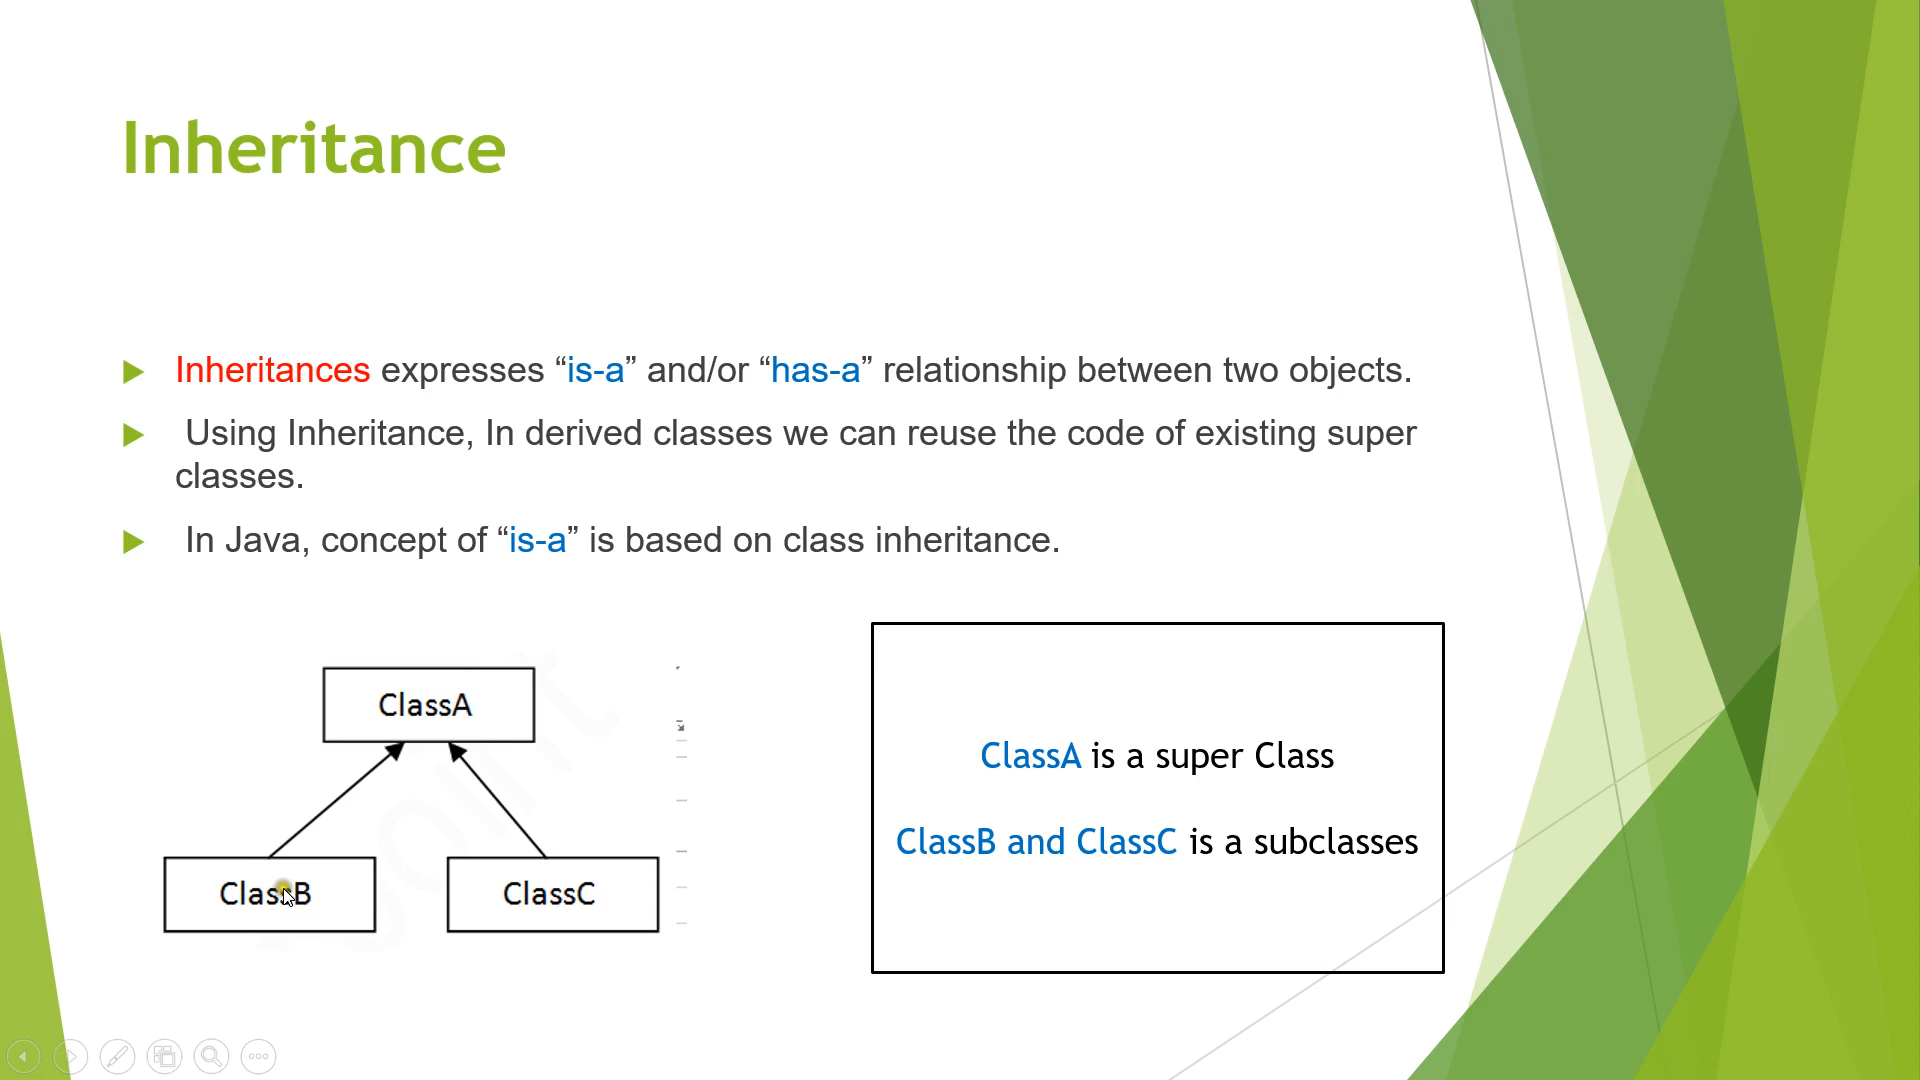 Inheritance
Inheritances expresses “is-a” and/or “has-a” relationship between two objects.
Using Inheritance, In derived classes we can reuse the code of existing super
classes.
In Java, concept of “is-a” is based on class inheritance.
ClassA
ClassB
ClassC
ClassA is a super Class
ClassB and ClassC is a subclasses